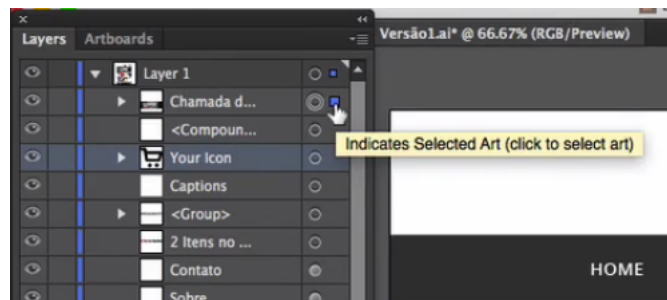 Layers Artboards
Versão1.ai* @ 66.67% (RGB/Preview)
Layer 1
Chamada d...
<Compoun...
Indicates Selected Art (click to select art)
Your Icon
Captions
<Group>
2 Itens no ...
Contato
HOME
Sobre